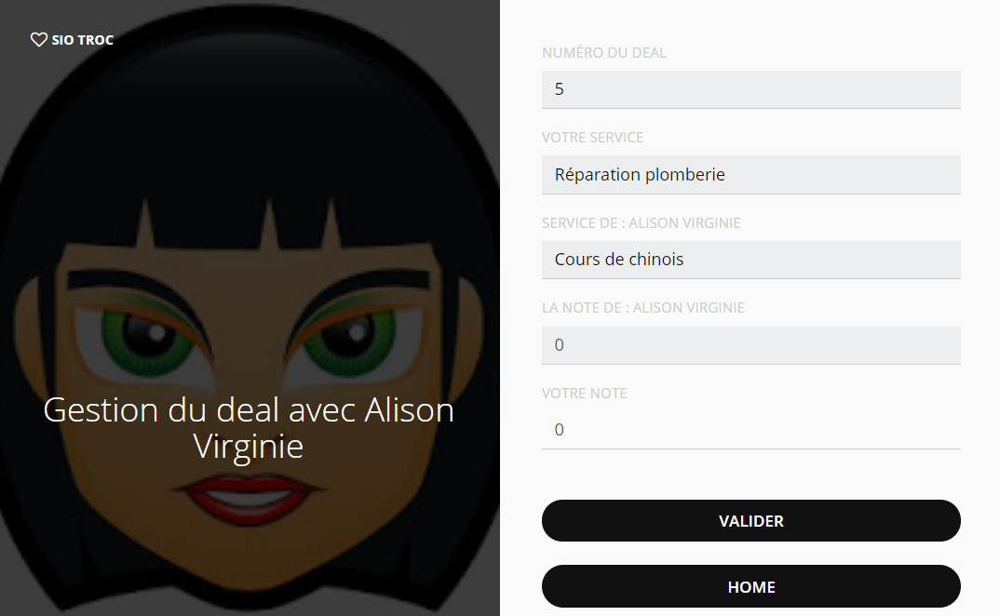 SIO TROC
Gestion du deal avec Alison
Virginie
NUMÉRO DU DEAL
5
VOTRE SERVICE
Réparation plomberie
SERVICE DE : ALISON VIRGINIE
Cours de chinois
LA NOTE DE : ALISON VIRGINIE
0
VOTRE NOTE
0
VALIDER
HOME